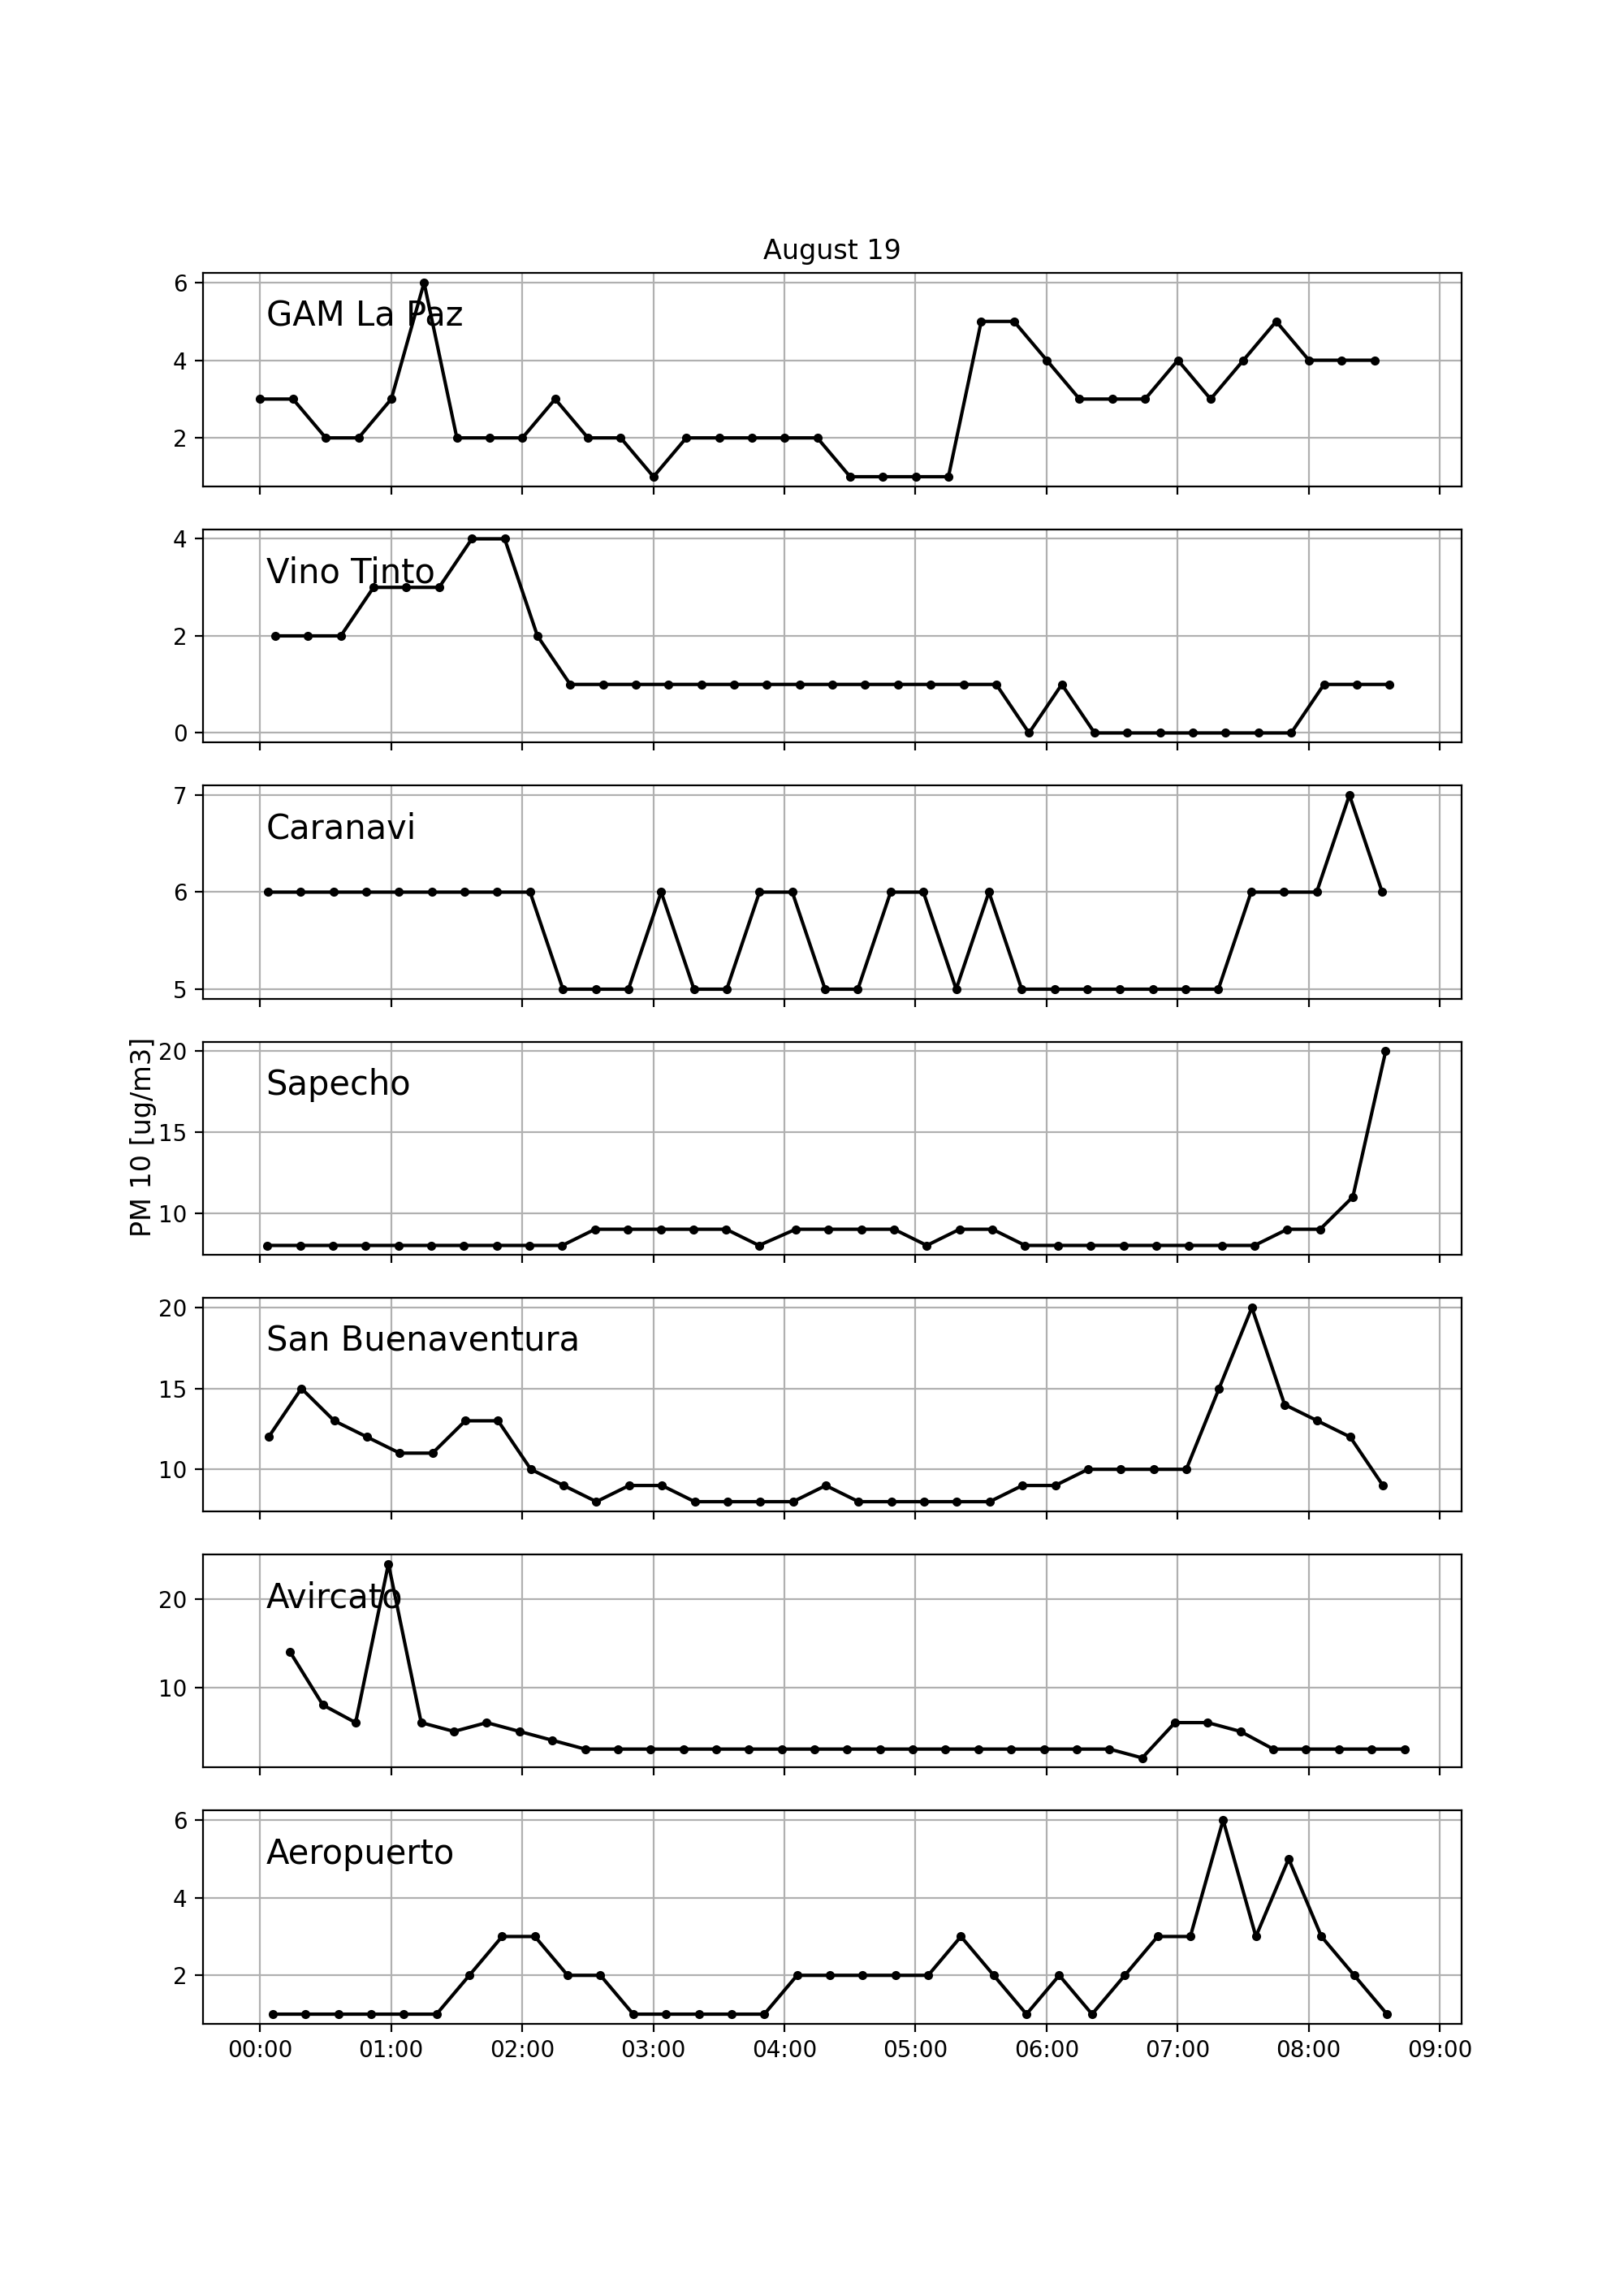 August 19
GAM La Paz
6
4
2
Vino Tinto
4
2
0
Caranavi
7
6
5
PM 10 [ug/m3]
Sapecho
20
15
10
San Buenaventura
20
15
10
Avircato
20
10
Aeropuerto
6
4
2
00:00 01:00 02:00 03:00 04:00 05:00 06:00 07:00 08:00 09:00